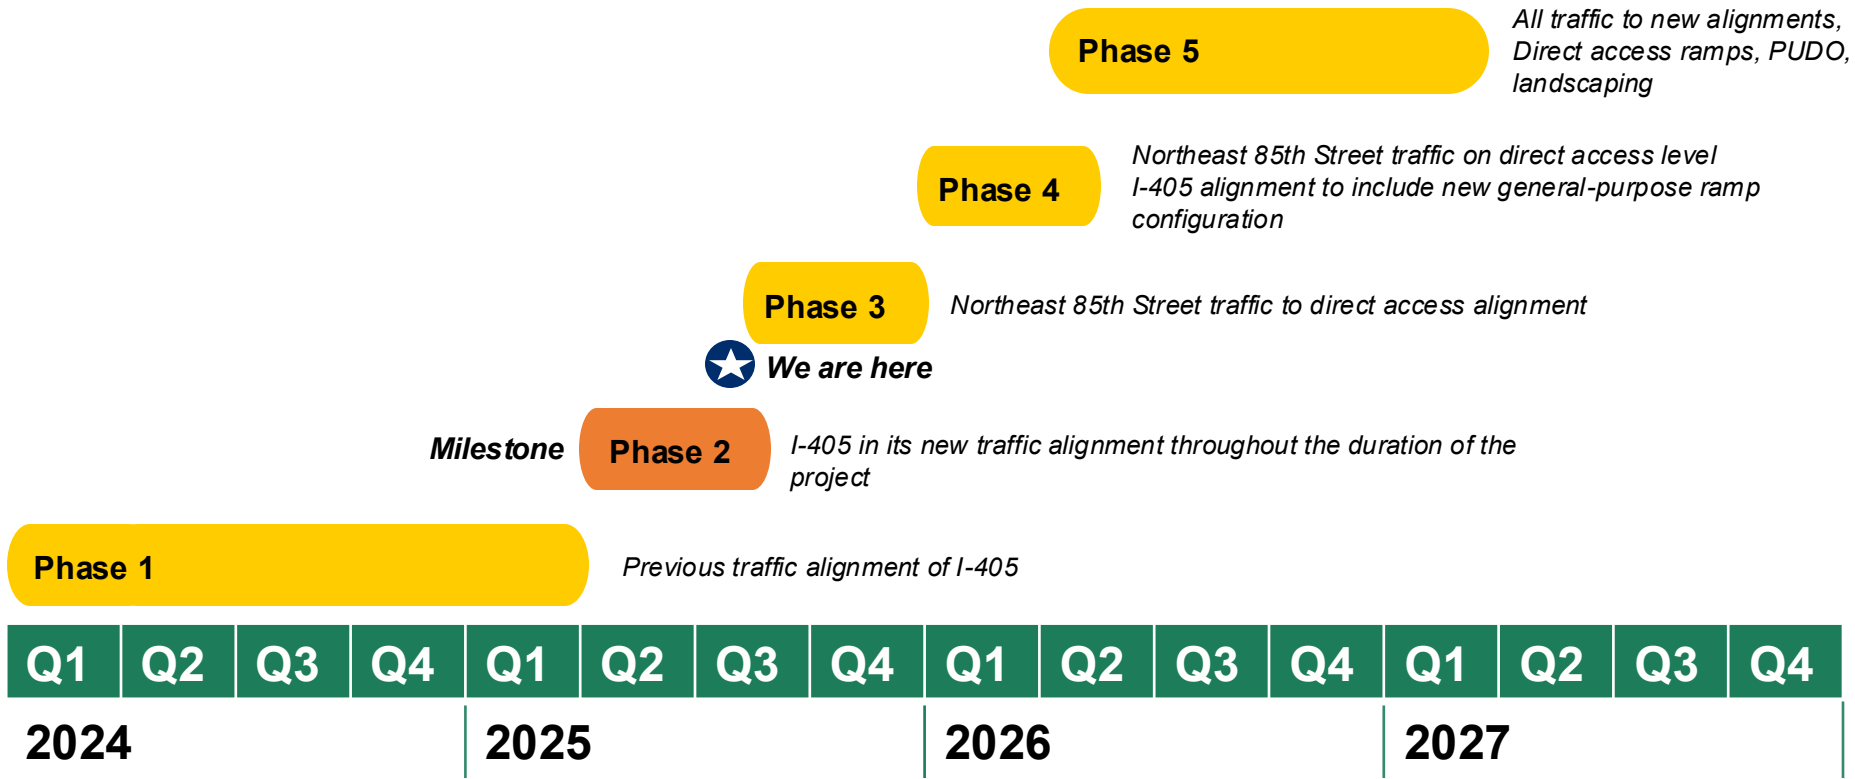 Phase 5
All traffic to new alignments,
Direct access ramps, PUDO,
landscaping
Phase 4
Northeast 85th Street traffic on direct access level
I-405 alignment to include new general-purpose ramp
configuration
Phase 3
Northeast 85th Street traffic to direct access alignment
We are here
Milestone
Phase 2
I-405 in its new traffic alignment throughout the duration of the
project
Phase 1
Previous traffic alignment of I-405
Q1 Q2 Q3 Q4 Q1 Q2 Q3 Q4 Q1 Q2 Q3 Q4 Q1 Q2 Q3 Q4
2024 2025 2026 2027